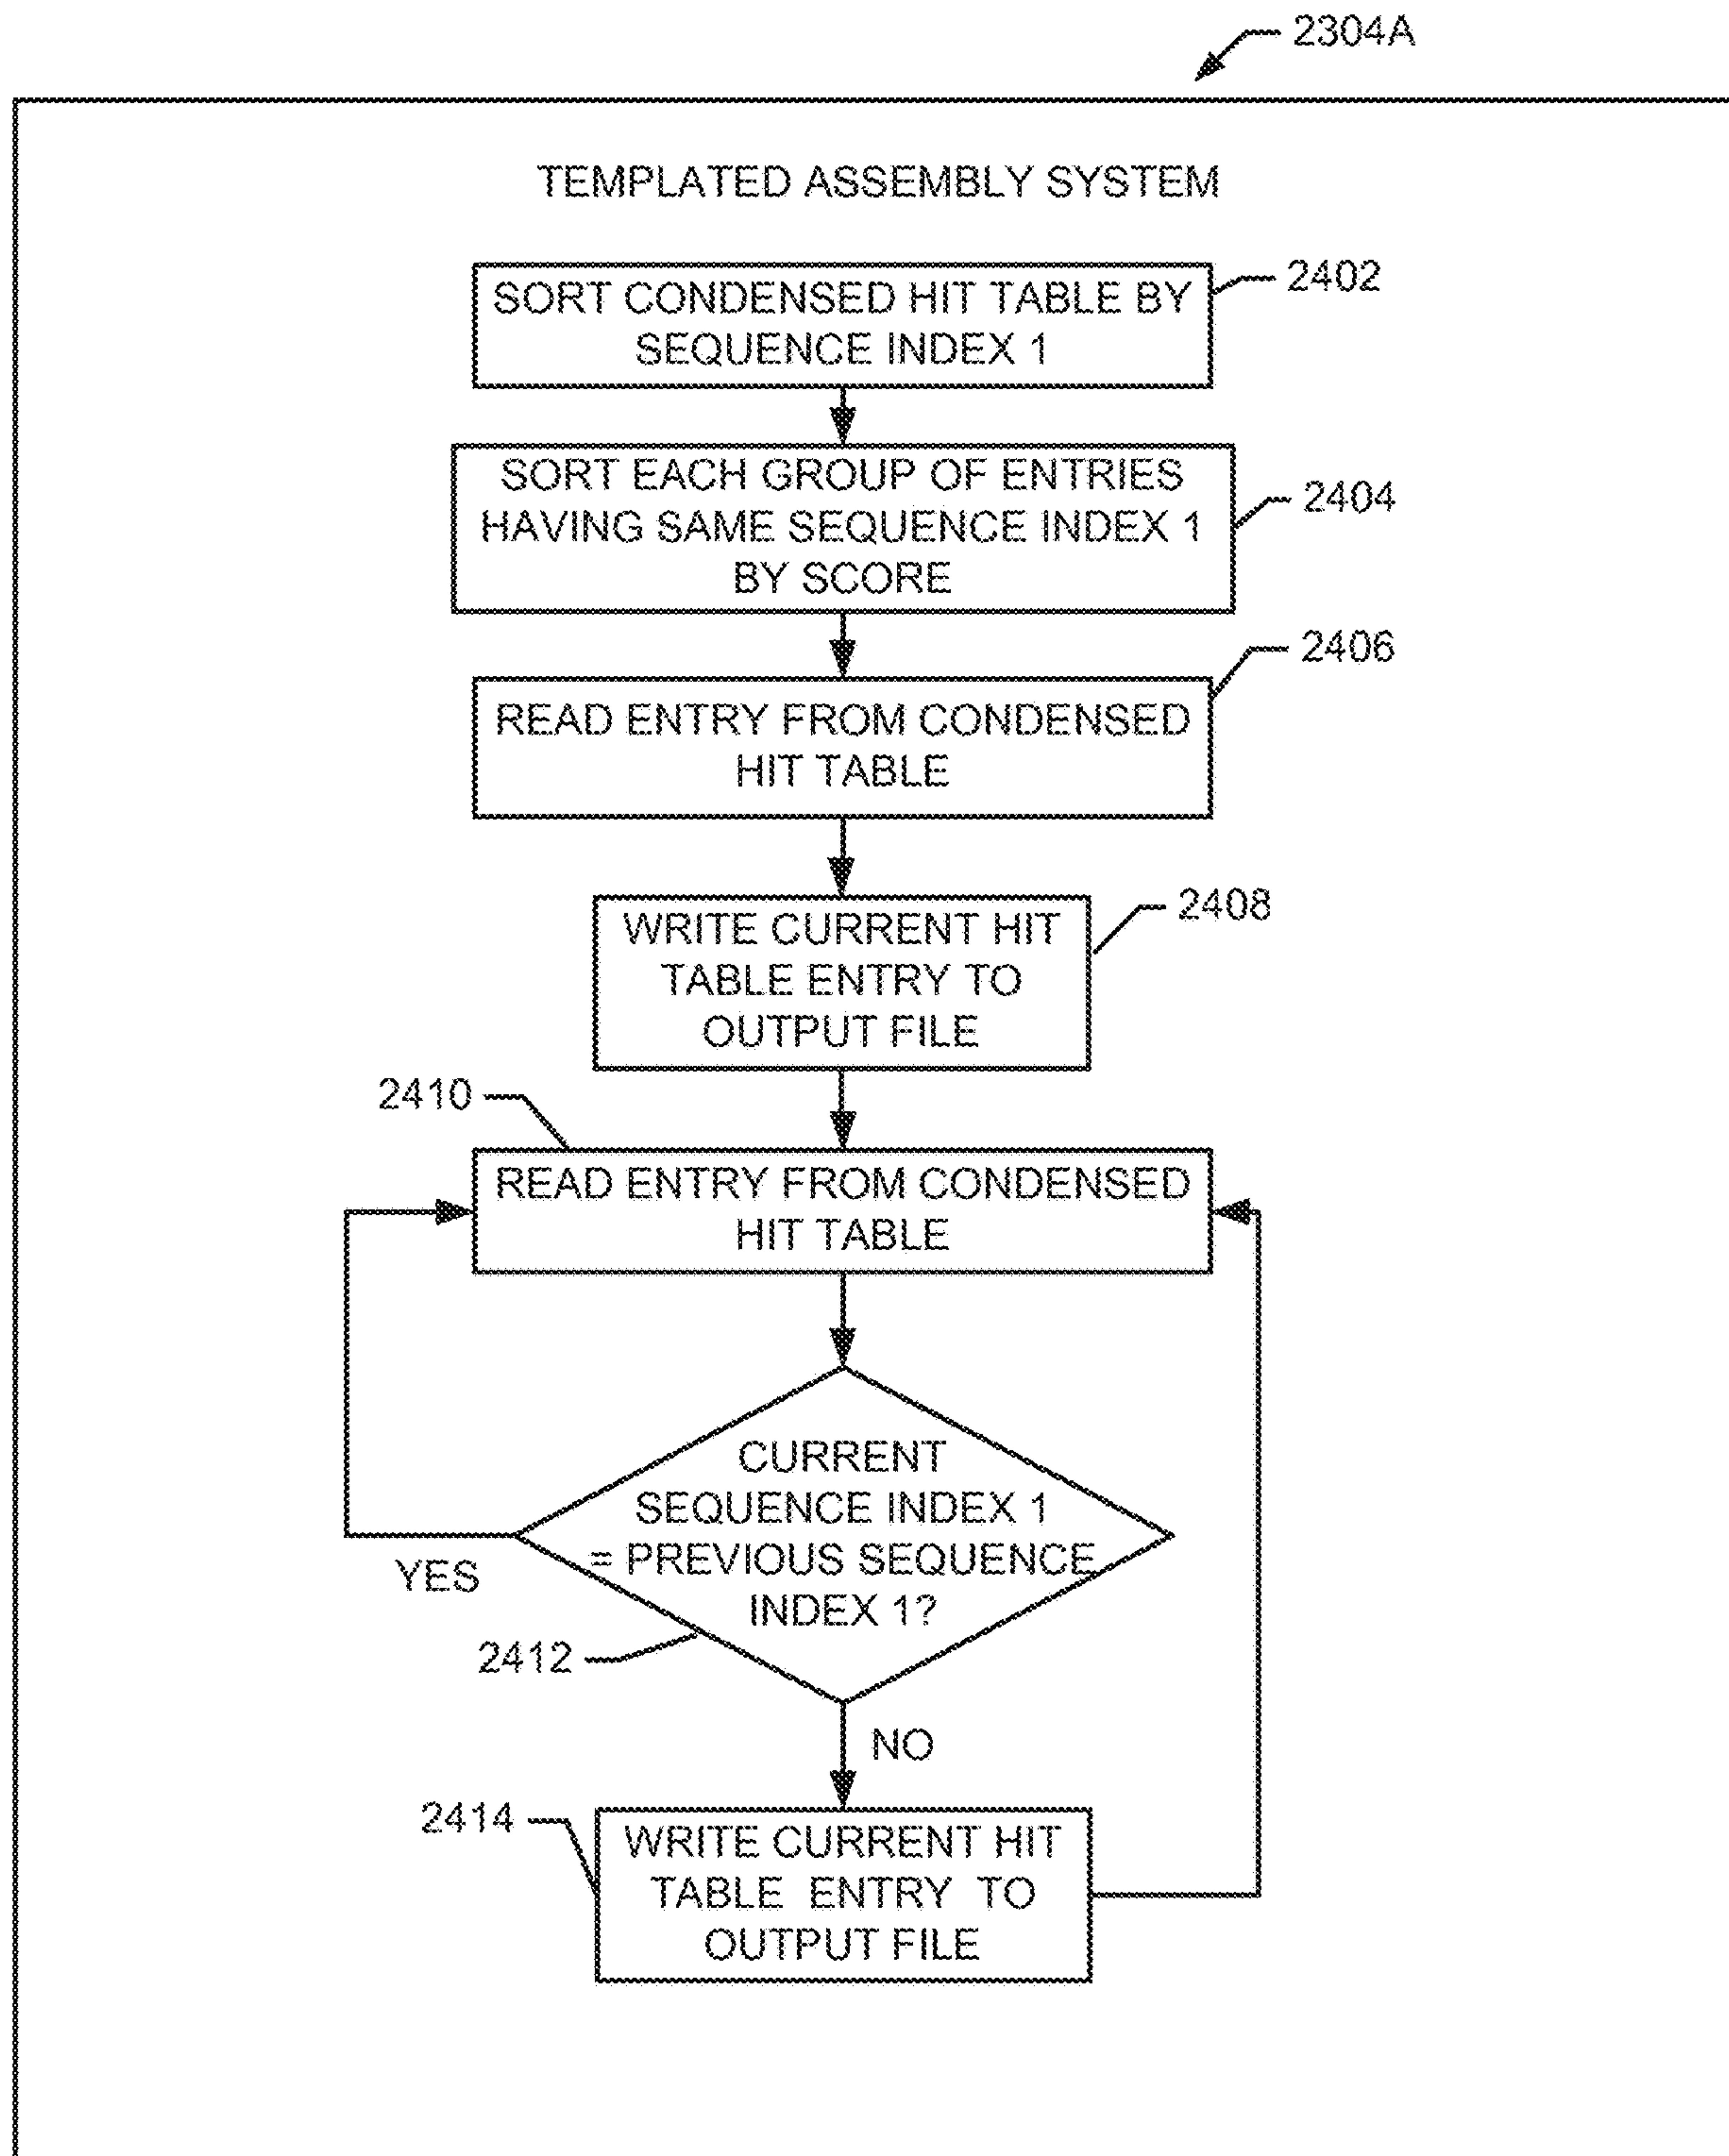 2304A
TEMPLATED ASSEMBLY SYSTEM
SORT CONDENSED HIT TABLE BY
SEQUENCE INDEX 1
2402
SORT EACH GROUP OF ENTRIES
HAVING SAME SEQUENCE INDEX 1
BY SCORE
2404
2406
READ ENTRY FROM CONDENSED
HIT TABLE
2408
WRITE CURRENT HIT
TABLE ENTRY TO
OUTPUT FILE
2410
READ ENTRY FROM CONDENSED
HIT TABLE
CURRENT
SEQUENCE INDEX 1
= PREVIOUS SEQUENCE
INDEX 1?
YES
2412
NO
2414
WRITE CURRENT HIT
TABLE ENTRY TO
OUTPUT FILE